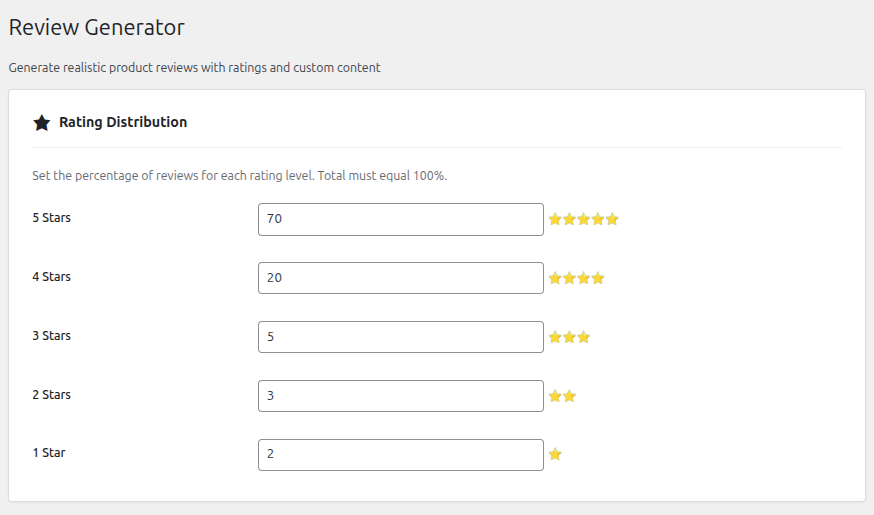 Review Generator
Generate realistic product reviews with ratings and custom content
Rating Distribution
Set the percentage of reviews for each rating level. Total must equal 100%.
5 Stars 70
4 Stars 20
3 Stars 5
2 Stars 3
1 Star 2